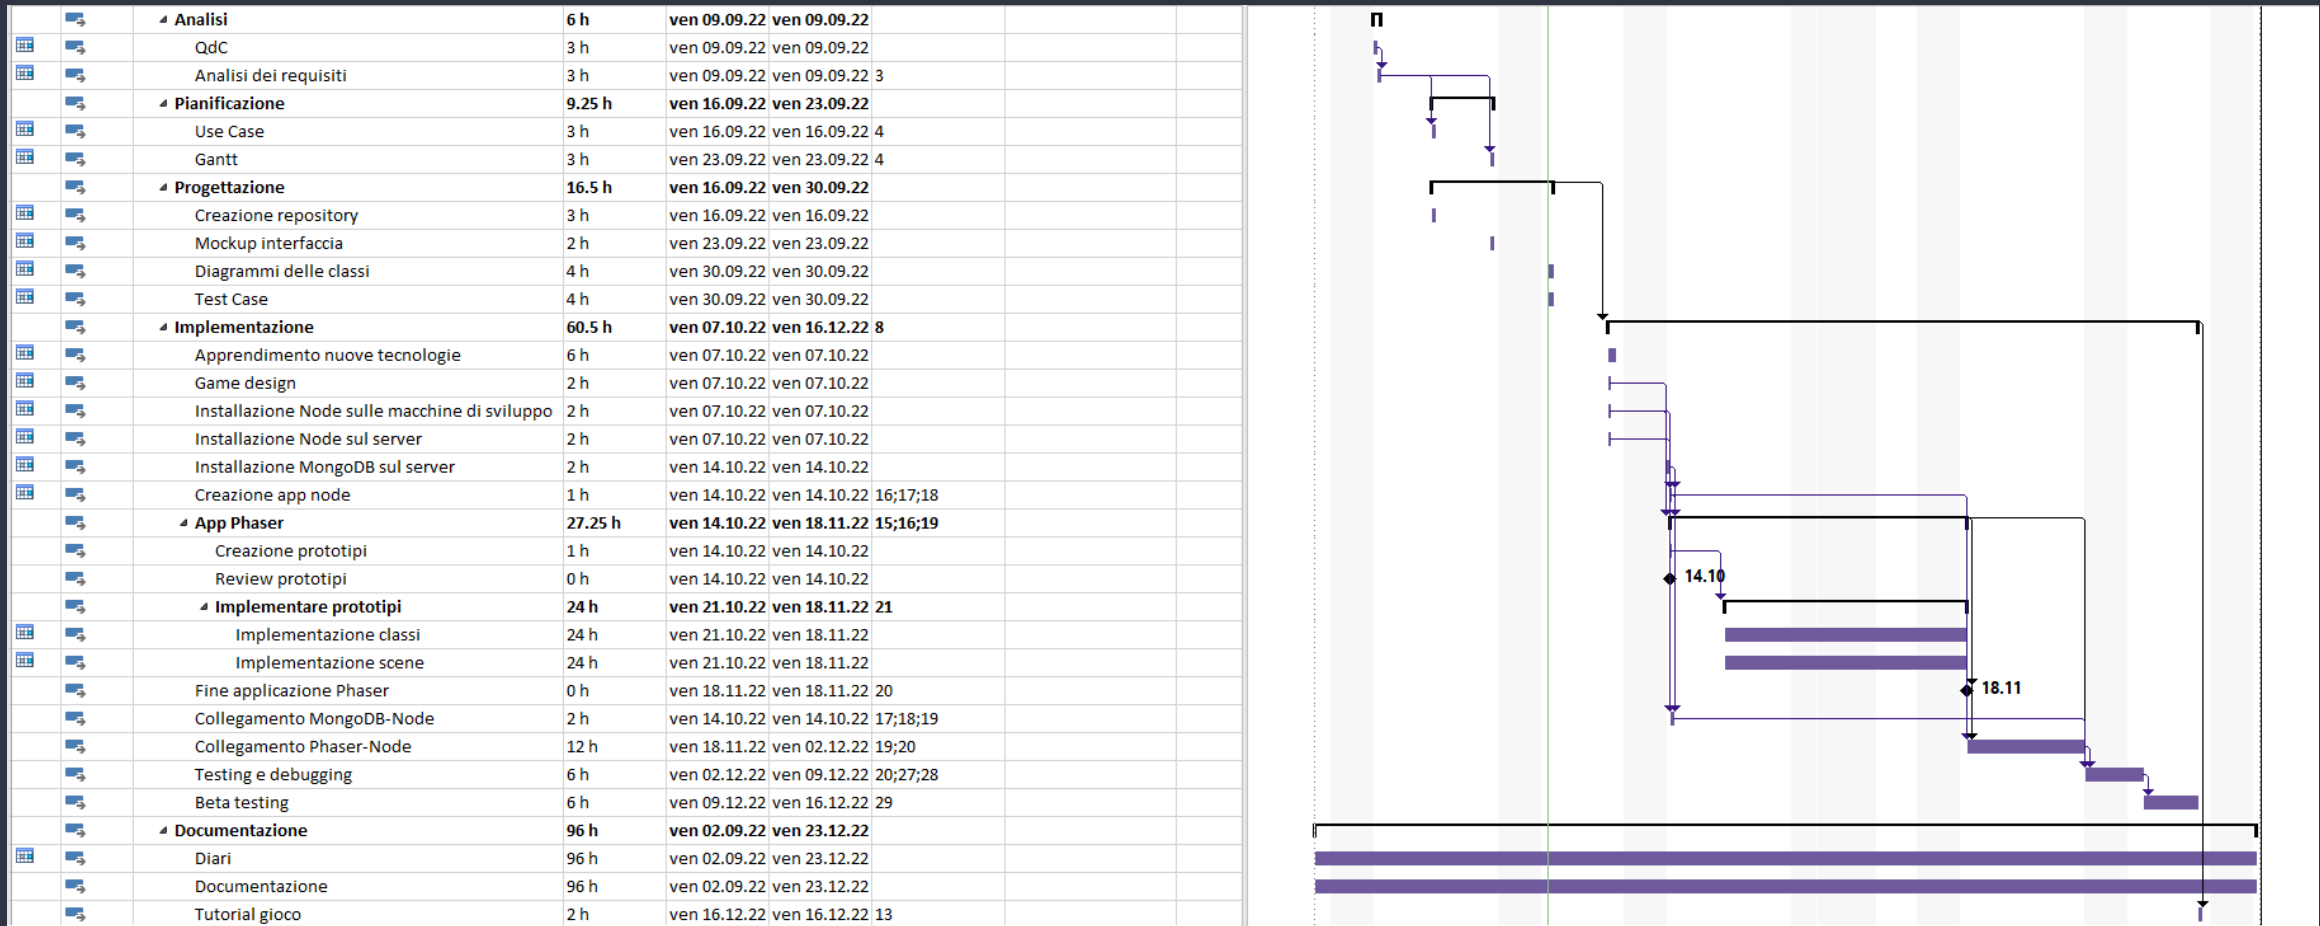 Analisi 6 h ven 09.09.22 ven 09.09.22
QdC 3 h ven 09.09.22 ven 09.09.22
Analisi dei requisiti 3 h ven 09.09.22 ven 09.09.22 3
Pianificazione 9.25 h ven 16.09.22 ven 23.09.22
Use Case 3 h ven 16.09.22 ven 16.09.22 4
Gantt 3 h ven 23.09.22 ven 23.09.22 4
Progettazione 16.5 h ven 16.09.22 ven 30.09.22
Creazione repository 3 h ven 16.09.22 ven 16.09.22
Mockup interfaccia 2 h ven 23.09.22 ven 23.09.22
Diagrammi delle classi 4 h ven 30.09.22 ven 30.09.22
Test Case 4 h ven 30.09.22 ven 30.09.22
Implementazione 60.5 h ven 07.10.22 ven 16.12.22 8
Apprendimento nuove tecnologie 6 h ven 07.10.22 ven 07.10.22
Game design 2 h ven 07.10.22 ven 07.10.22
Installazione Node sulle macchine di sviluppo 2 h ven 07.10.22 ven 07.10.22
Installazione Node sul server 2 h ven 07.10.22 ven 07.10.22
Installazione MongoDB sul server 2 h ven 14.10.22 ven 14.10.22
Creazione app node 1 h ven 14.10.22 ven 14.10.22 16;17;18
App Phaser 27.25 h ven 14.10.22 ven 18.11.22 15;16;19
Creazione prototipi 1 h ven 14.10.22 ven 14.10.22
Review prototipi 0 h ven 14.10.22 ven 14.10.22 14.10
Implementare prototipi 24 h ven 21.10.22 ven 18.11.22 21
Implementazione classi 24 h ven 21.10.22 ven 18.11.22
Implementazione scene 24 h ven 21.10.22 ven 18.11.22
Fine applicazione Phaser 0 h ven 18.11.22 ven 18.11.22 20 18.11
Collegamento MongoDB-Node 2 h ven 14.10.22 ven 14.10.22 17;18;19
Collegamento Phaser-Node 12 h ven 18.11.22 ven 02.12.22 19;20
Testing e debugging 6 h ven 02.12.22 ven 09.12.22 20;27;28
Beta testing 6 h ven 09.12.22 ven 16.12.22 29
Documentazione 96 h ven 02.09.22 ven 23.12.22
Diari 96 h ven 02.09.22 ven 23.12.22
Documentazione 96 h ven 02.09.22 ven 23.12.22
Tutorial gioco 2 h ven 16.12.22 ven 16.12.22 13